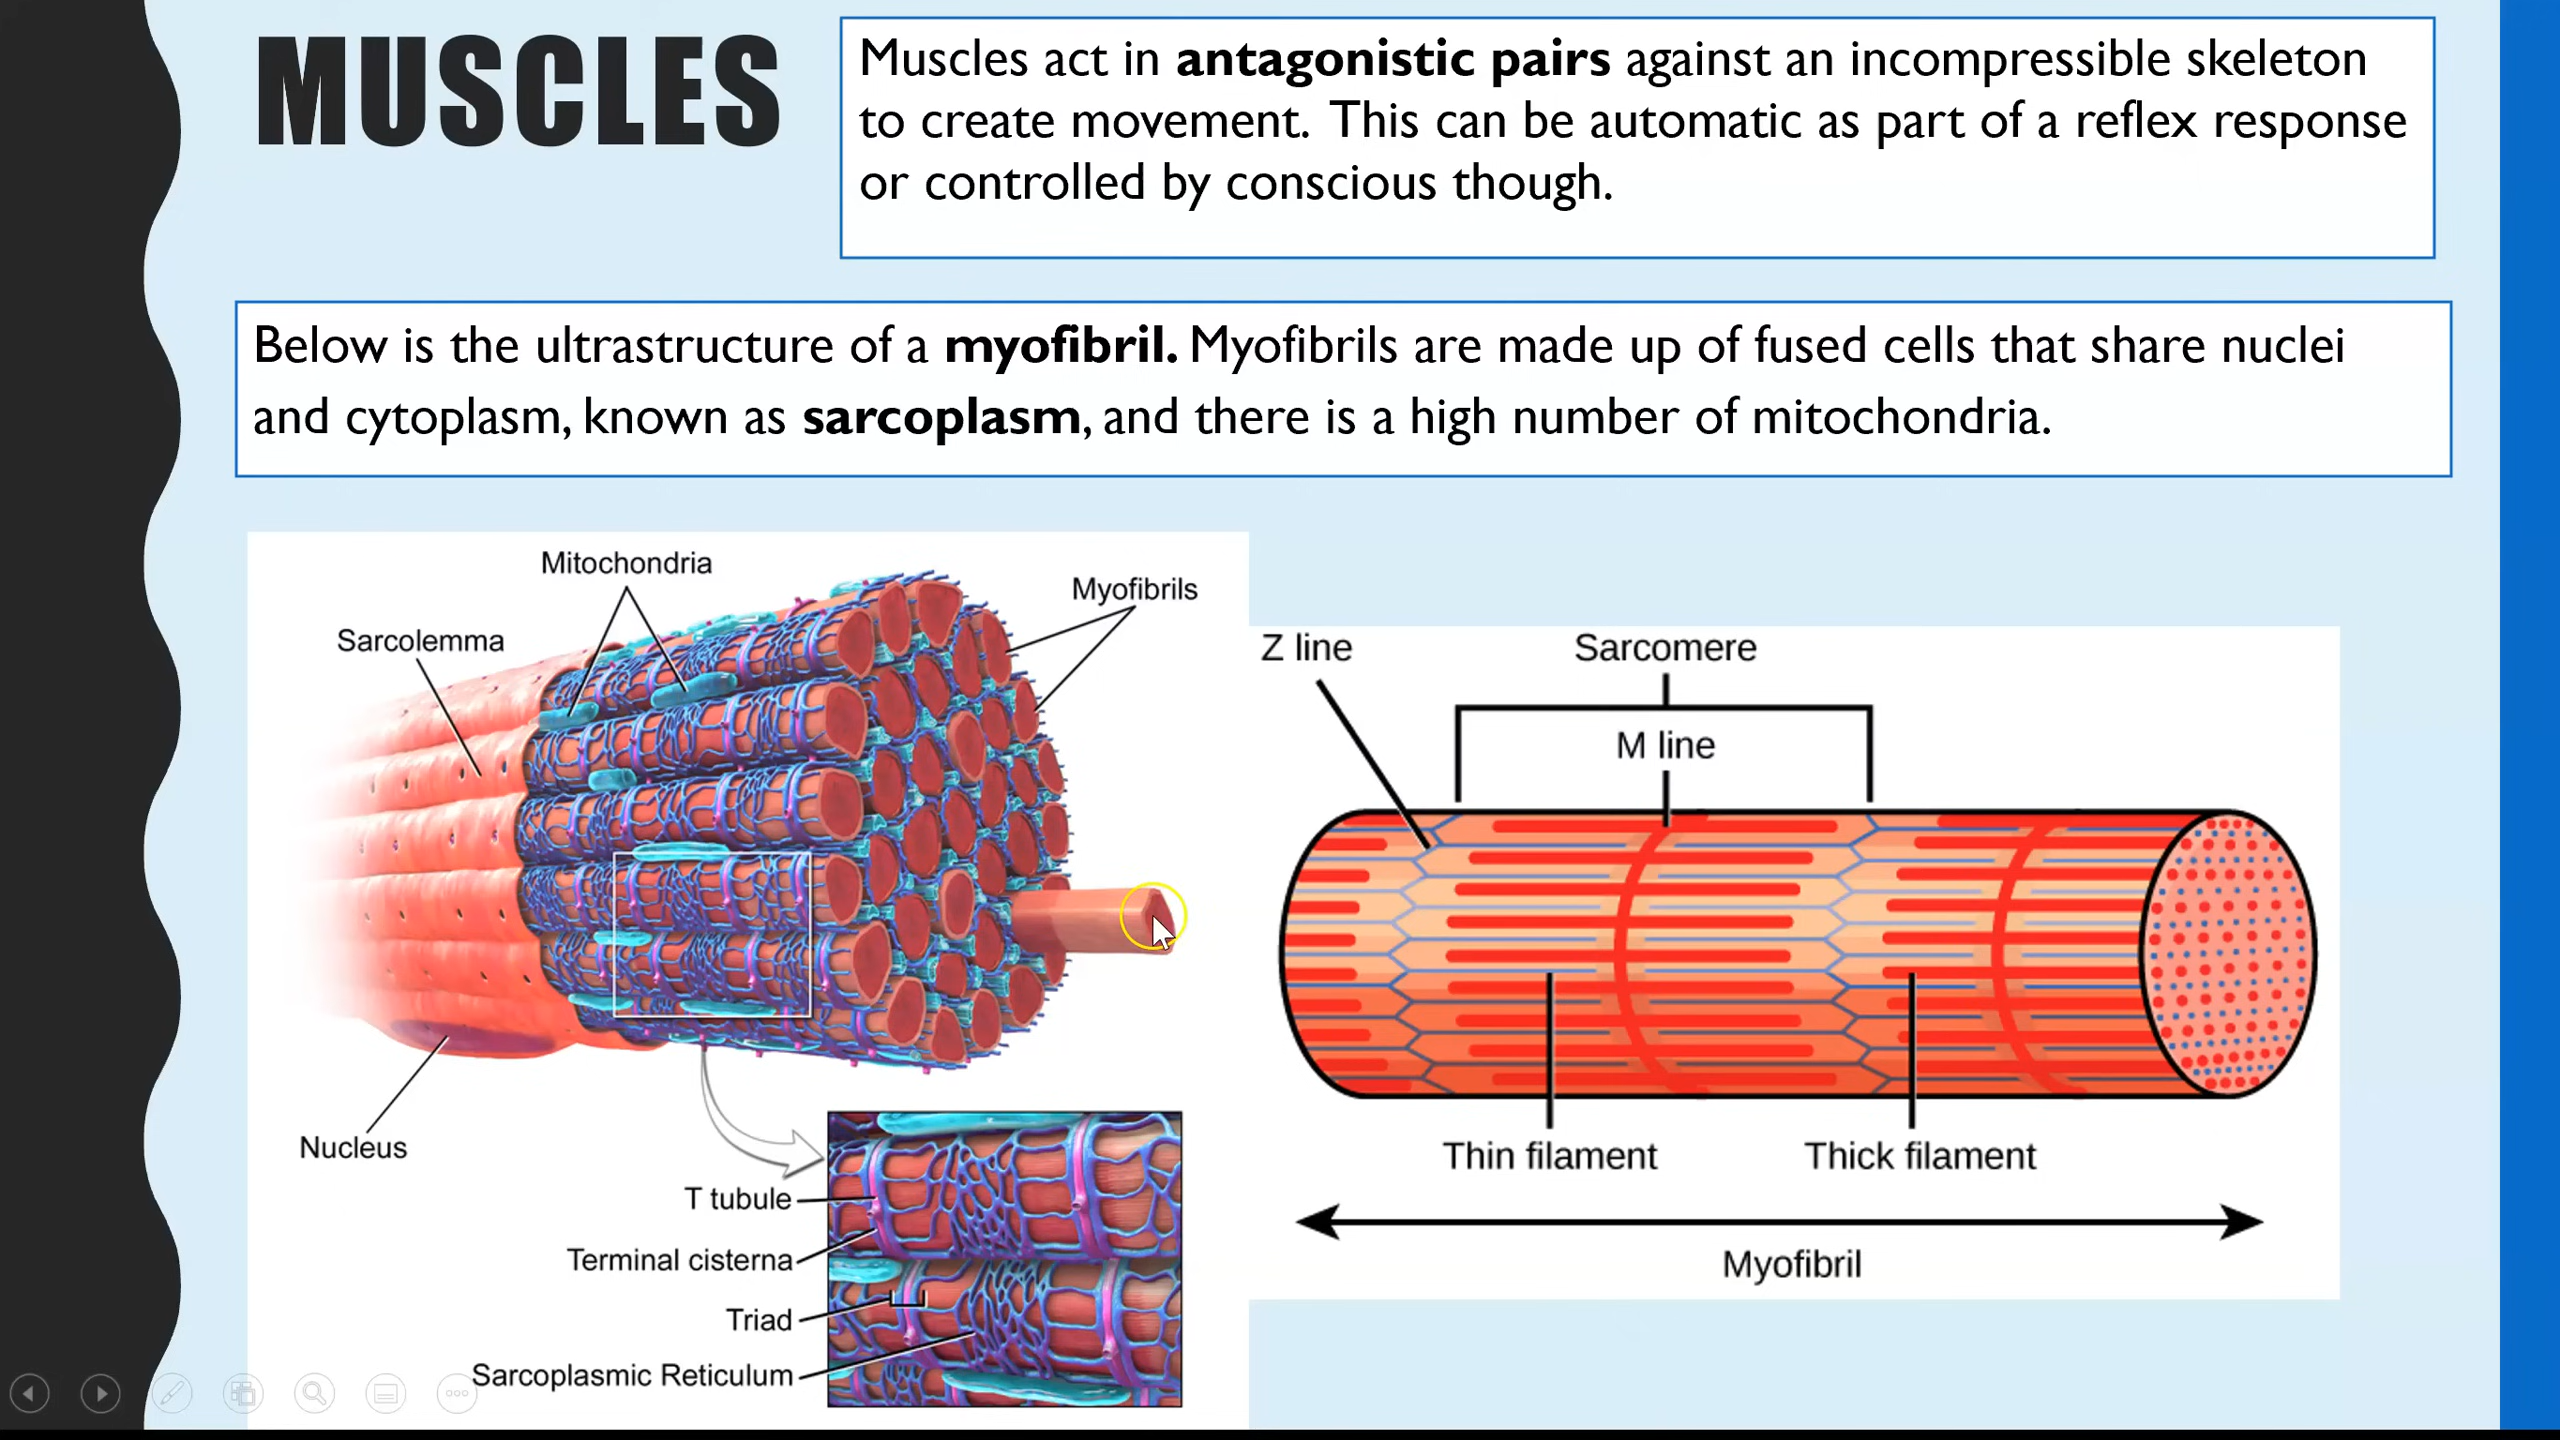 MUSCLES
Muscles act in antagonistic pairs against an incompressible skeleton
to create movement. This can be automatic as part of a reflex response
or controlled by conscious though.
Below is the ultrastructure of a myofibril. Myofibrils are made up of fused cells that share nuclei
and cytoplasm, known as sarcoplasm, and there is a high number of mitochondria.
Mitochondria
Myofibrils
Sarcolemma
Nucleus
T tubule
Terminal cisterna
Triad
Sarcoplasmic Reticulum
Z line
Sarcomere
M line
Thin filament
Thick filament
Myofibril